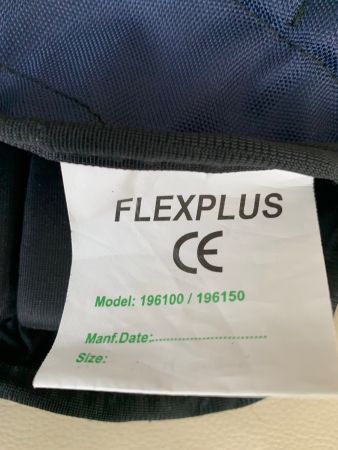 FLEXPLUS
CE
Model: 196100 / 196150
Manf.Date:............................
Size: